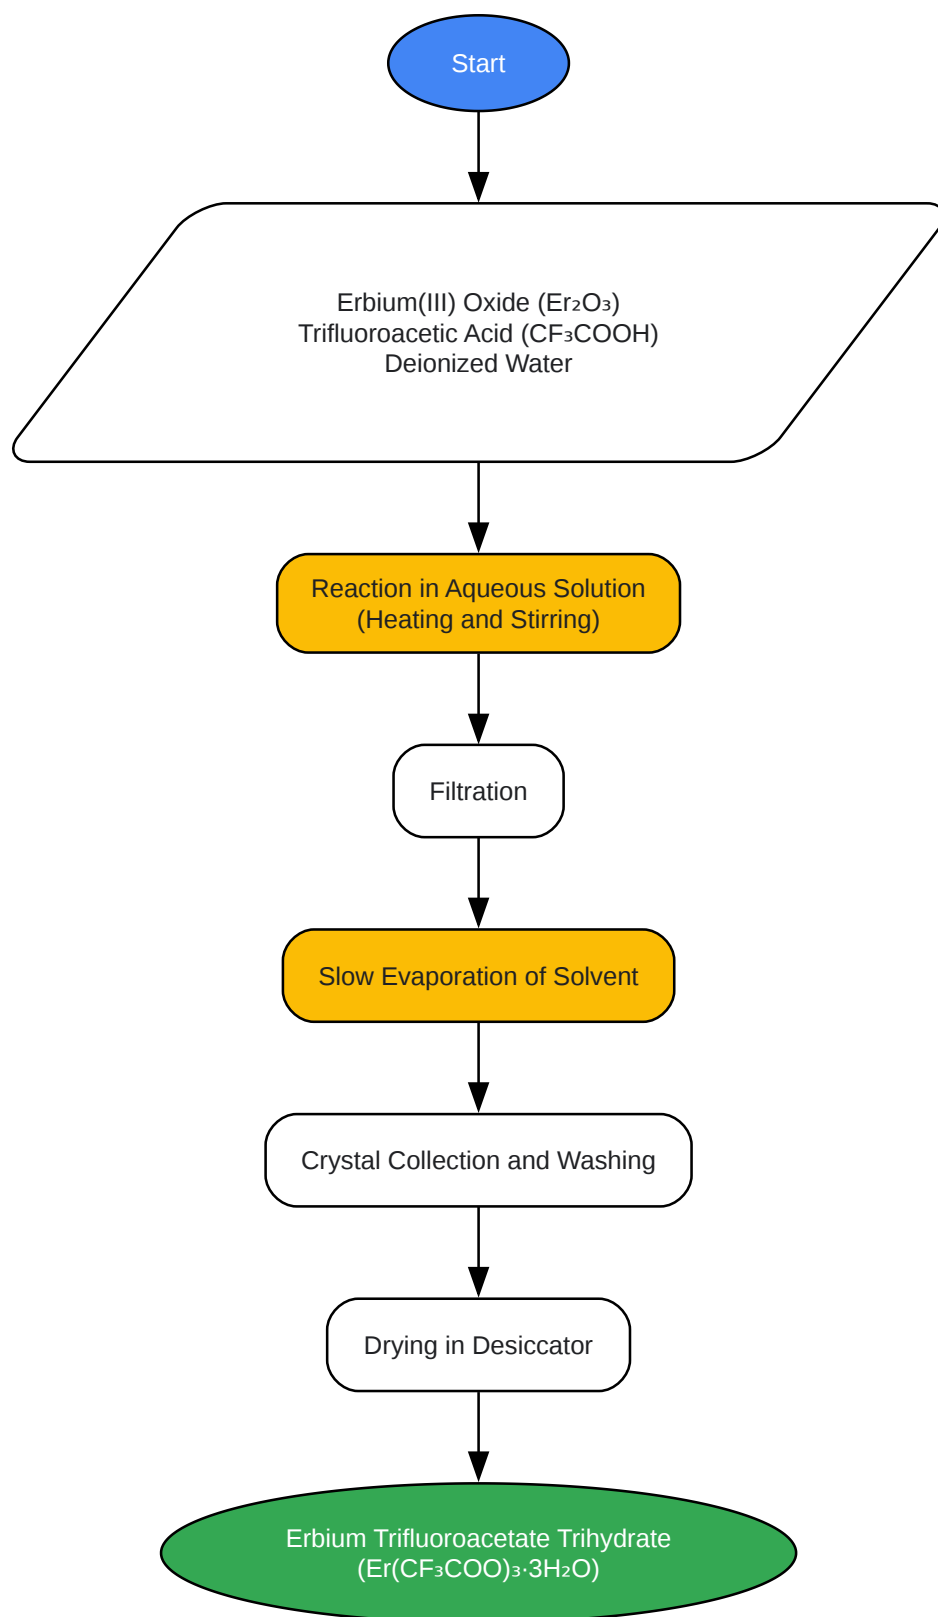 Start
Erbium(III) Oxide (Er₂O₃)
Trifluoroacetic Acid (CF₃COOH)
Deionized Water
Reaction in Aqueous Solution
(Heating and Stirring)
Filtration
Slow Evaporation of Solvent
Crystal Collection and Washing
Drying in Desiccator
Erbium Trifluoroacetate Trihydrate
(Er(CF₃COO)₃·3H₂O)